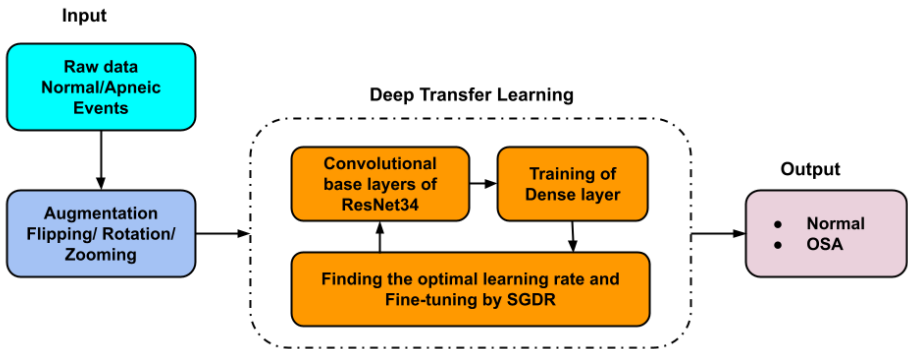 Input
Raw data
Normal/Apneic
Events
Augmentation
Flipping/ Rotation/
Zooming
Deep Transfer Learning
Convolutional
base layers of
ResNet34
Training of
Dense layer
Finding the optimal learning rate and
Fine-tuning by SGDR
Output
● Normal
● OSA